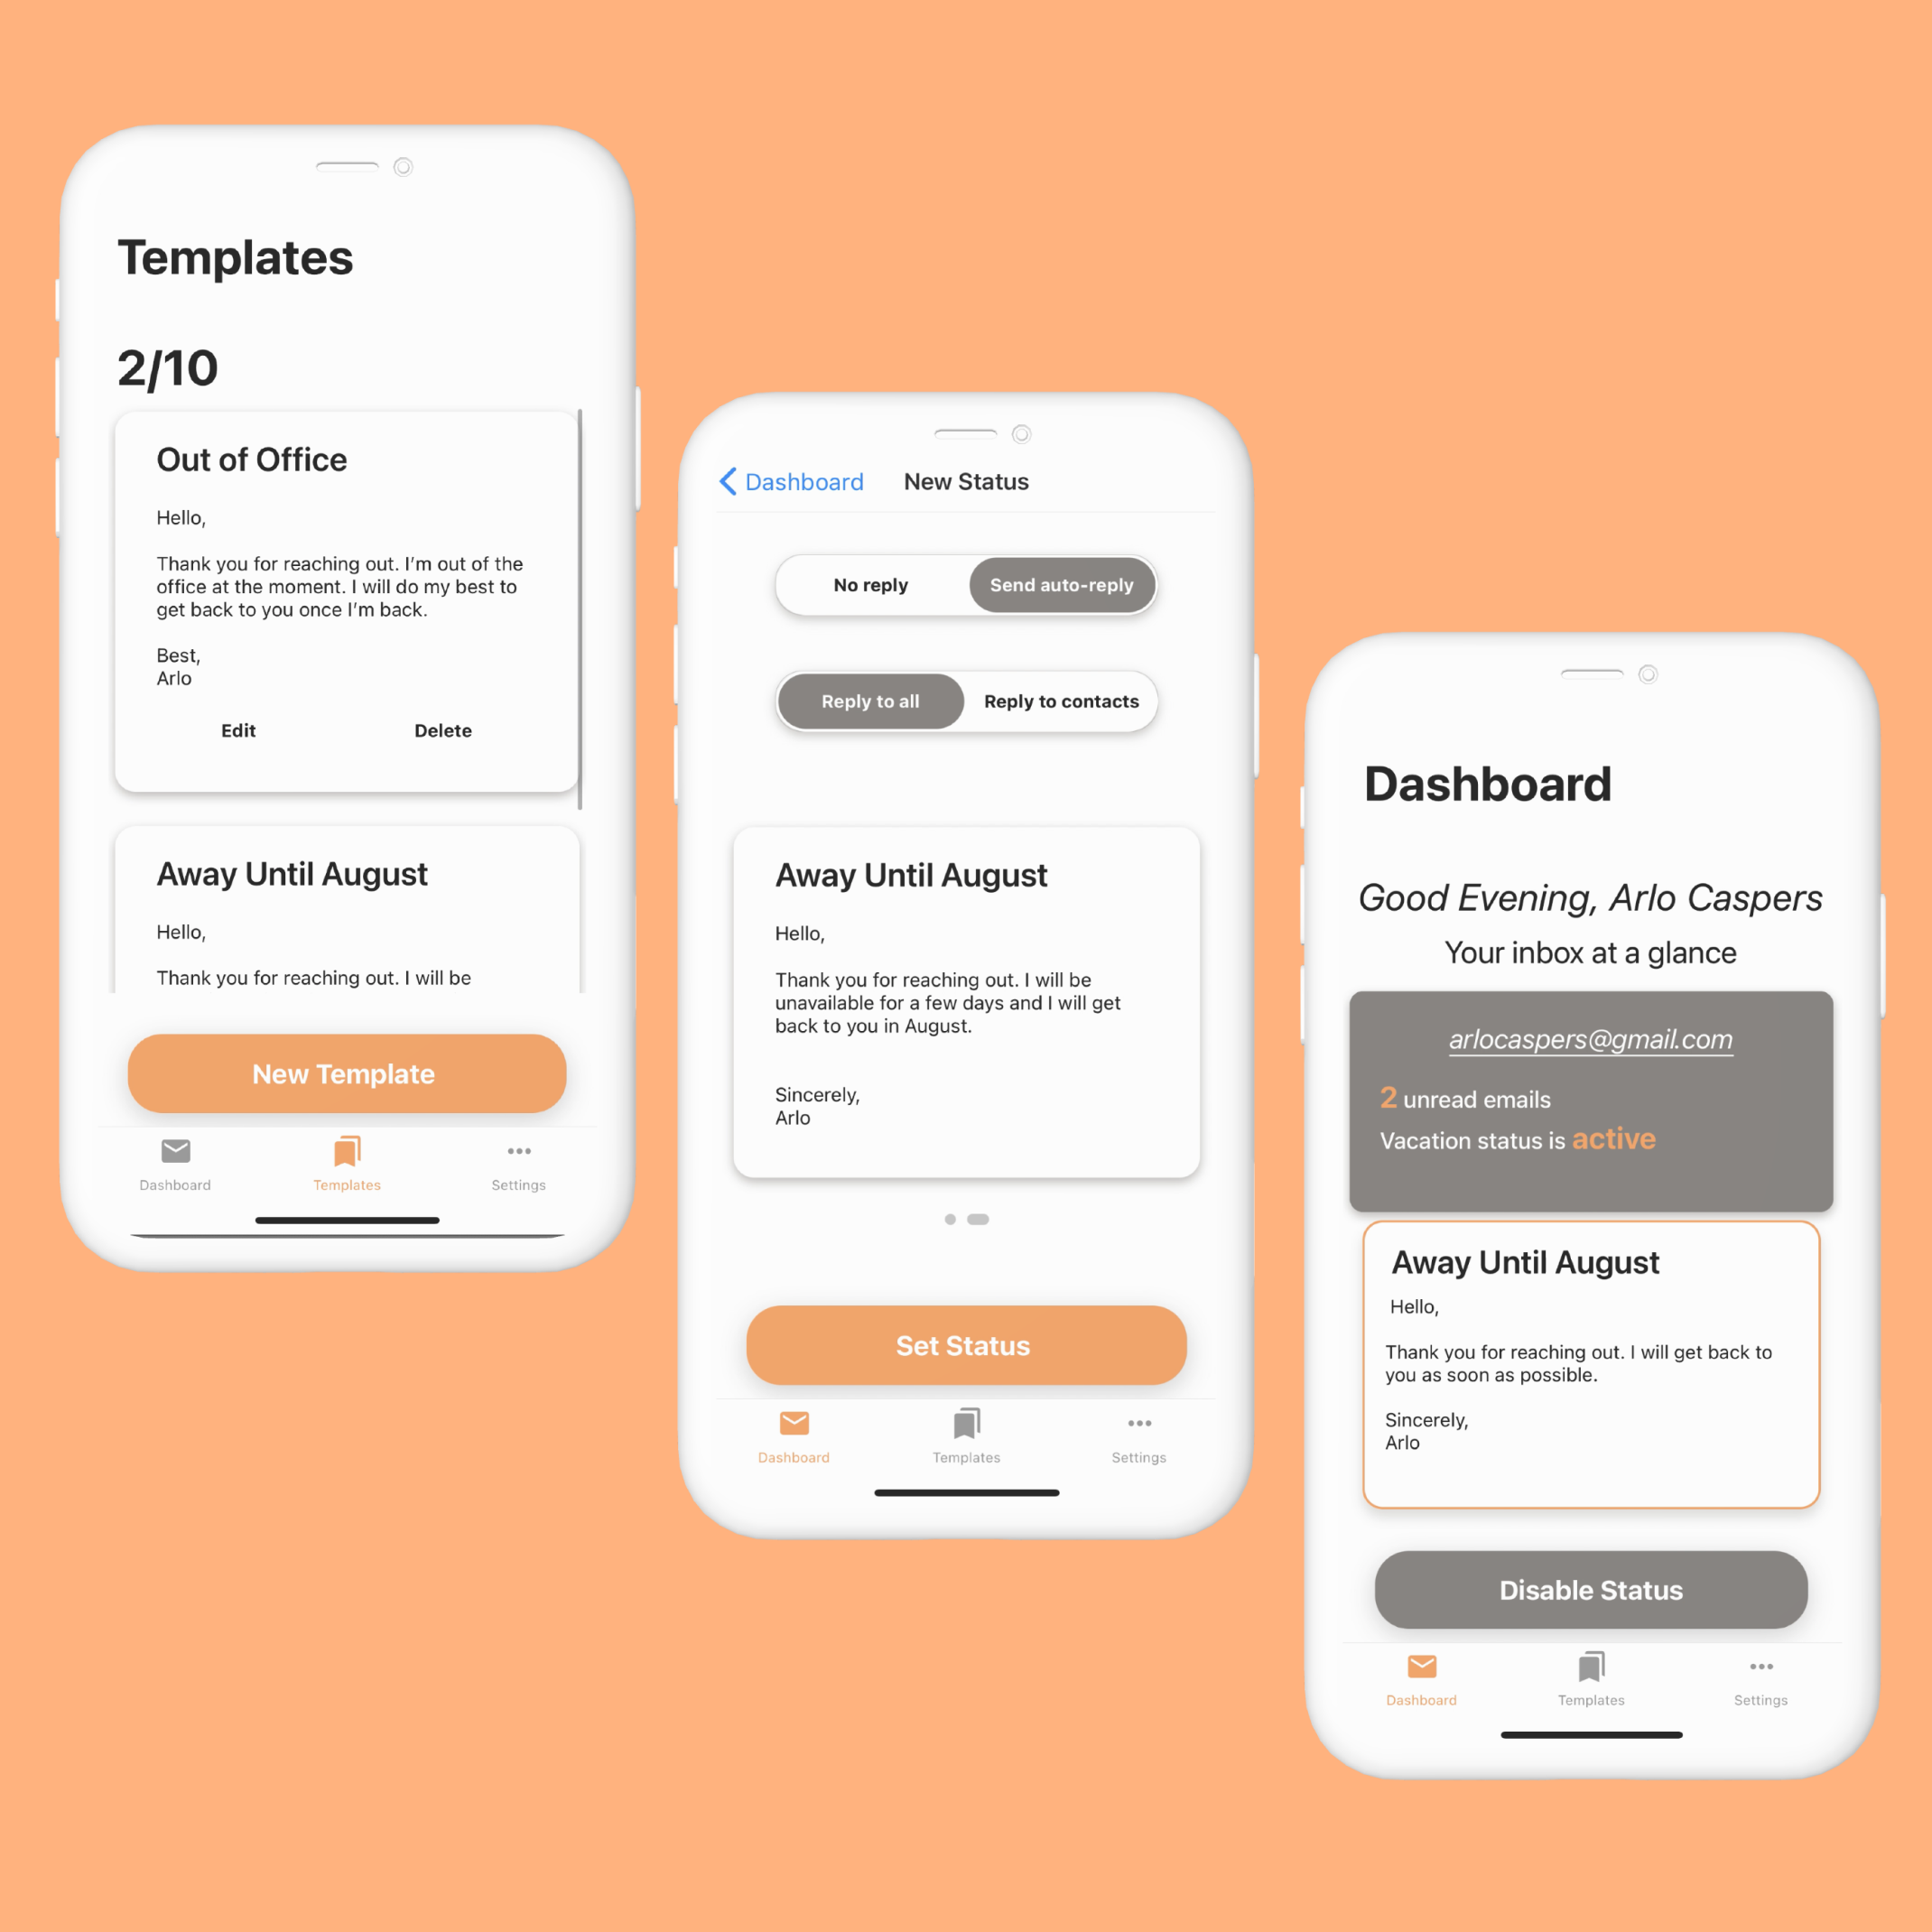 Templates
2/10
Out of Office
Hello,
Thank you for reaching out. I'm out of the
office at the moment. I will do my best to
get back to you once I'm back.
Best,
Arlo
Edit Delete
Away Until August
Hello,
Thank you for reaching out. I will be
New Template
Dashboard Templates Settings
Dashboard New Status
No reply Send auto-reply
Reply to all Reply to contacts
Away Until August
Hello,
Thank you for reaching out. I will be
unavailable for a few days and I will get
back to you in August.
Sincerely,
Arlo
Set Status
Dashboard Templates Settings
Dashboard
Good Evening, Arlo Caspers
Your inbox at a glance
arlocaspers@gmail.com
2 unread emails
Vacation status is active
Away Until August
Hello,
Thank you for reaching out. I will get back to
you as soon as possible.
Sincerely,
Arlo
Disable Status
Dashboard Templates Settings